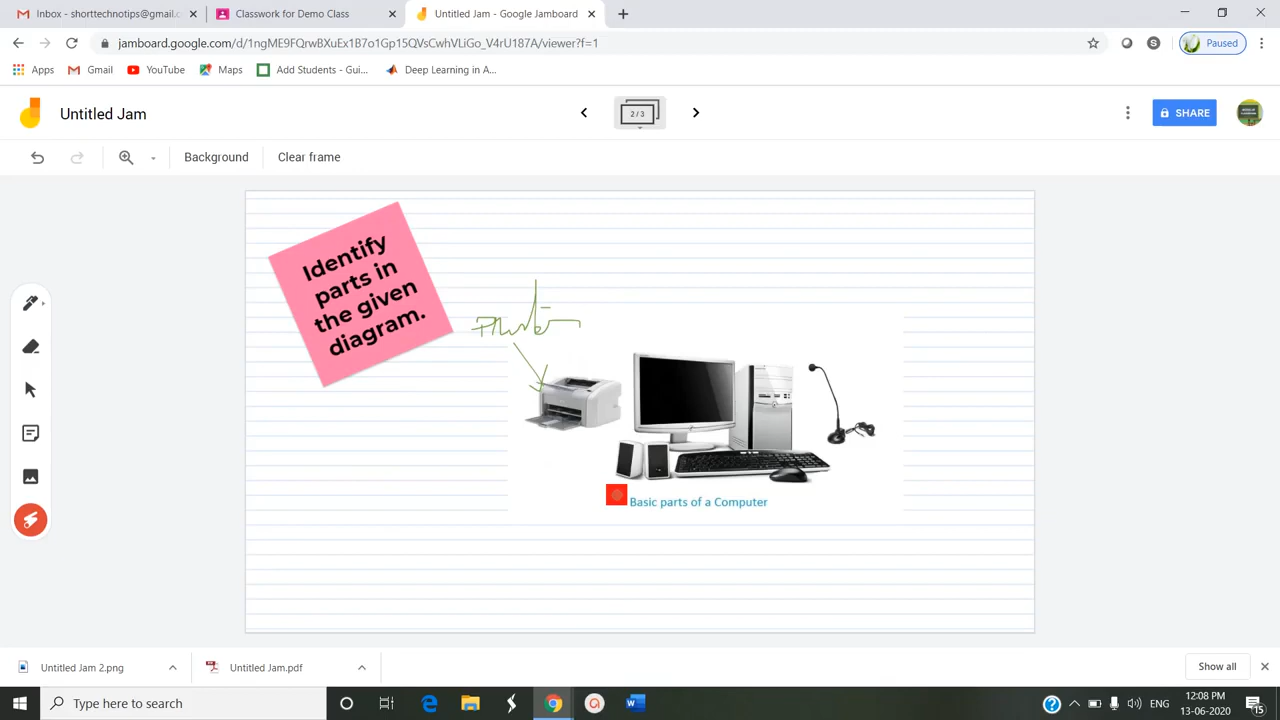 Inbox - shorttechnotips@gmail.c
Classwork for Demo Class
Untitled Jam - Google Jamboard
jamboard.google.com/d/1ngME9FQrwBXuEx1B7o1Gp15QVsCwhVLiGo_V4rU187A/viewer?f=1
S
Paused
Apps
Gmail
YouTube
Maps
Add Students - Gui...
Deep Learning in A...
Untitled Jam
2 / 3
SHARE
Background
Clear frame
Identify
parts in
the given
diagram.
Basic parts of a Computer
Untitled Jam 2.png
Untitled Jam.pdf
Show all
Type here to search
ENG
12:08 PM
13-06-2020
15